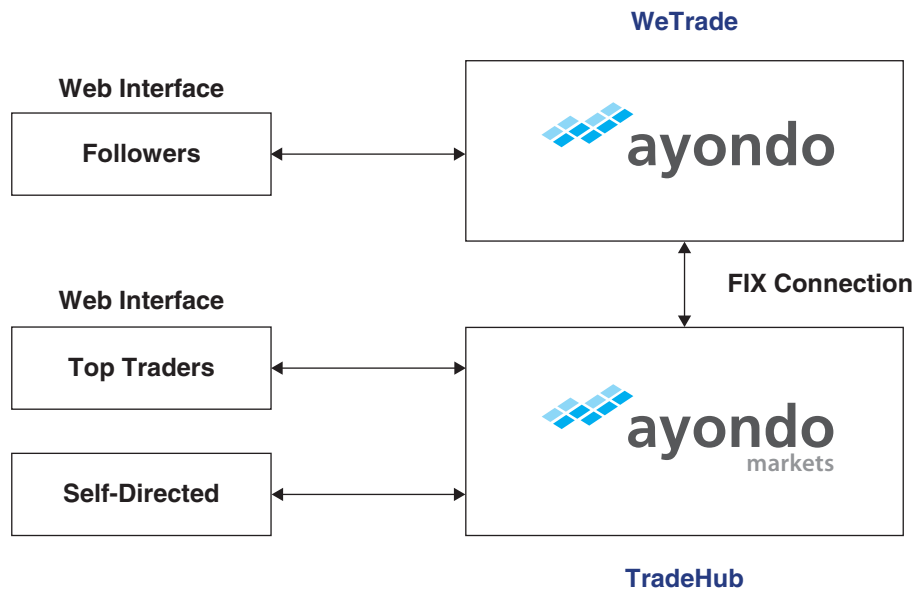 WeTrade
Web Interface
Followers
ayondo
FIX Connection
Web Interface
Top Traders
ayondo
markets
Self-Directed
TradeHub